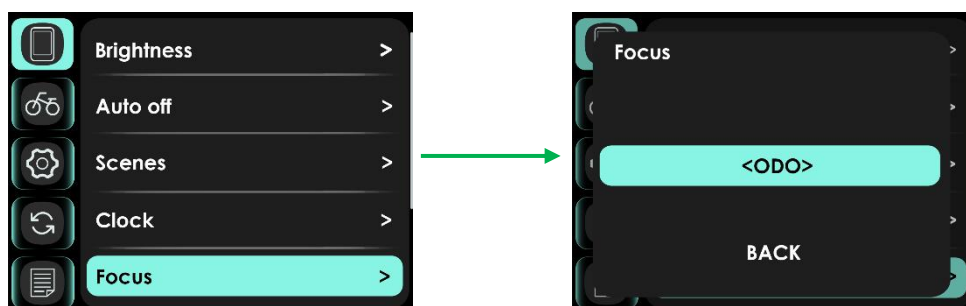 Brightness >
Auto off >
Scenes >
Clock >
Focus >
Focus
<ODO>
BACK